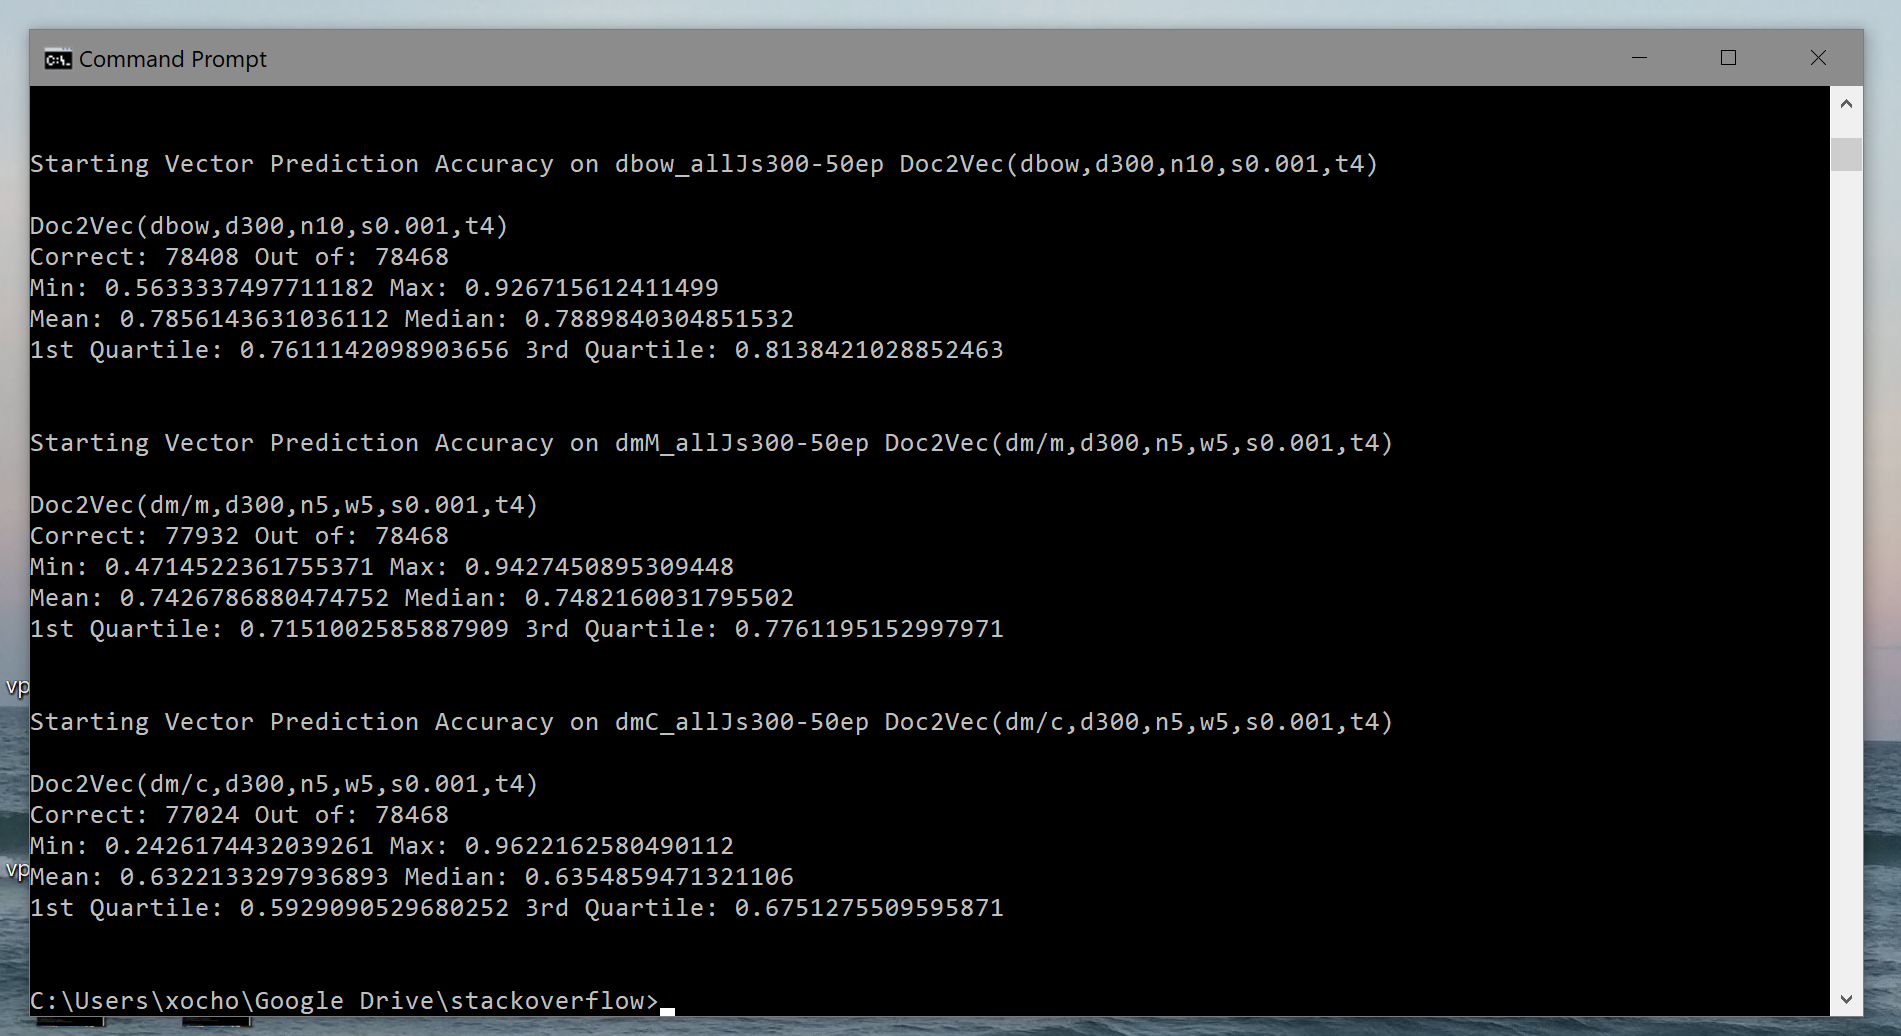 Command Prompt
Starting Vector Prediction Accuracy on dbow_allJs300-50ep Doc2Vec(dbow,d300,n10,s0.001,t4)
Doc2Vec(dbow,d300,n10,s0.001,t4)
Correct: 78408 Out of: 78468
Min: 0.5633337497711182 Max: 0.926715612411499
Mean: 0.7856143631036112 Median: 0.7889840304851532
1st Quartile: 0.7611142098903656 3rd Quartile: 0.8138421028852463
Starting Vector Prediction Accuracy on dmM_allJs300-50ep Doc2Vec(dm/m,d300,n5,w5,s0.001,t4)
Doc2Vec(dm/m,d300,n5,w5,s0.001,t4)
Correct: 77932 Out of: 78468
Min: 0.4714522361755371 Max: 0.9427450895309448
Mean: 0.7426786880474752 Median: 0.7482160031795502
1st Quartile: 0.7151002585887909 3rd Quartile: 0.7761195152997971
vp
Starting Vector Prediction Accuracy on dmC_allJs300-50ep Doc2Vec(dm/c,d300,n5,w5,s0.001,t4)
Doc2Vec(dm/c,d300,n5,w5,s0.001,t4)
Correct: 77024 Out of: 78468
Min: 0.2426174432039261 Max: 0.9622162580490112
vp
Mean: 0.6322133297936893 Median: 0.6354859471321106
1st Quartile: 0.5929090529680252 3rd Quartile: 0.6751275509595871
C:\Users\xocho\Google Drive\stackoverflow>